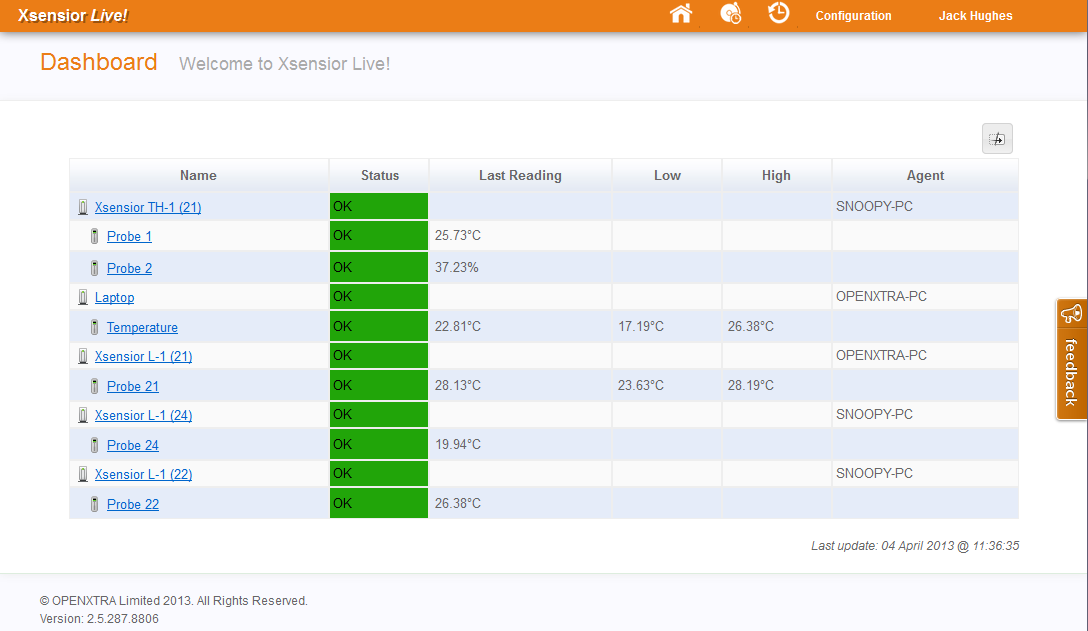 Xsensior Live! Configuration Jack Hughes
Dashboard Welcome to Xsensior Live!
Name Status Last Reading Low High Agent
Xsensior TH-1 (21) OK SNOOPY-PC
Probe 1 OK 25.73°C
Probe 2 OK 37.23%
Laptop OK OPENXTRA-PC
Temperature OK 22.81°C 17.19°C 26.38°C
Xsensior L-1 (21) OK OPENXTRA-PC
Probe 21 OK 28.13°C 23.63°C 28.19°C
Xsensior L-1 (24) OK SNOOPY-PC
Probe 24 OK 19.94°C
Xsensior L-1 (22) OK SNOOPY-PC
Probe 22 OK 26.38°C
feedback
Last update: 04 April 2013 @ 11:36:35
© OPENXTRA Limited 2013. All Rights Reserved.
Version: 2.5.287.8806